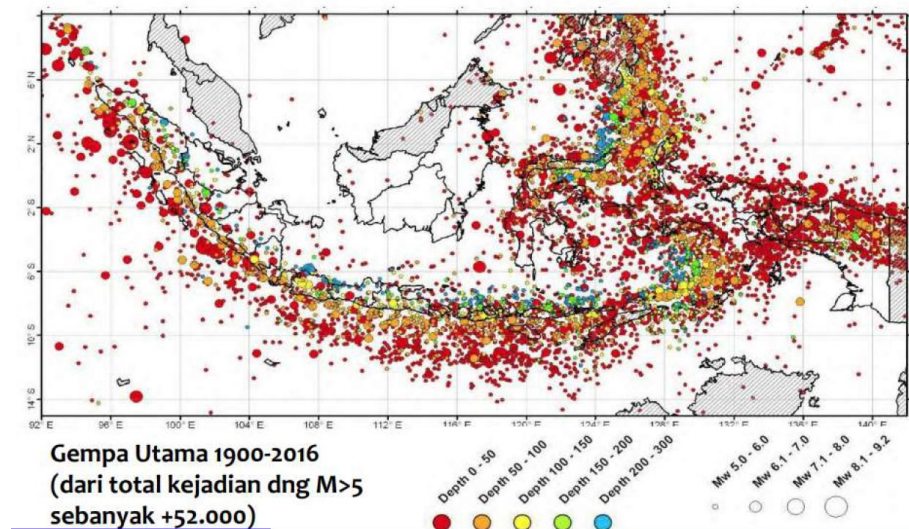 6°N
2°N
2°S
6°S
10°S
14°S
92°E 96°E 100°E 104°E 108°E 112°E 116°E 120°E 124°E 128°E 132°E 136°E 140°E
Gempa Utama 1900-2016
(dari total kejadian dng M>5
sebanyak +52.000)
Depth 0 - 50
Depth 50 - 100
Depth 100 - 150
Depth 150 - 200
Depth 200 - 300
Mw 5.0 - 6.0
Mw 6.1 - 7.0
Mw 7.1 - 8.0
Mw 8.1 - 9.2